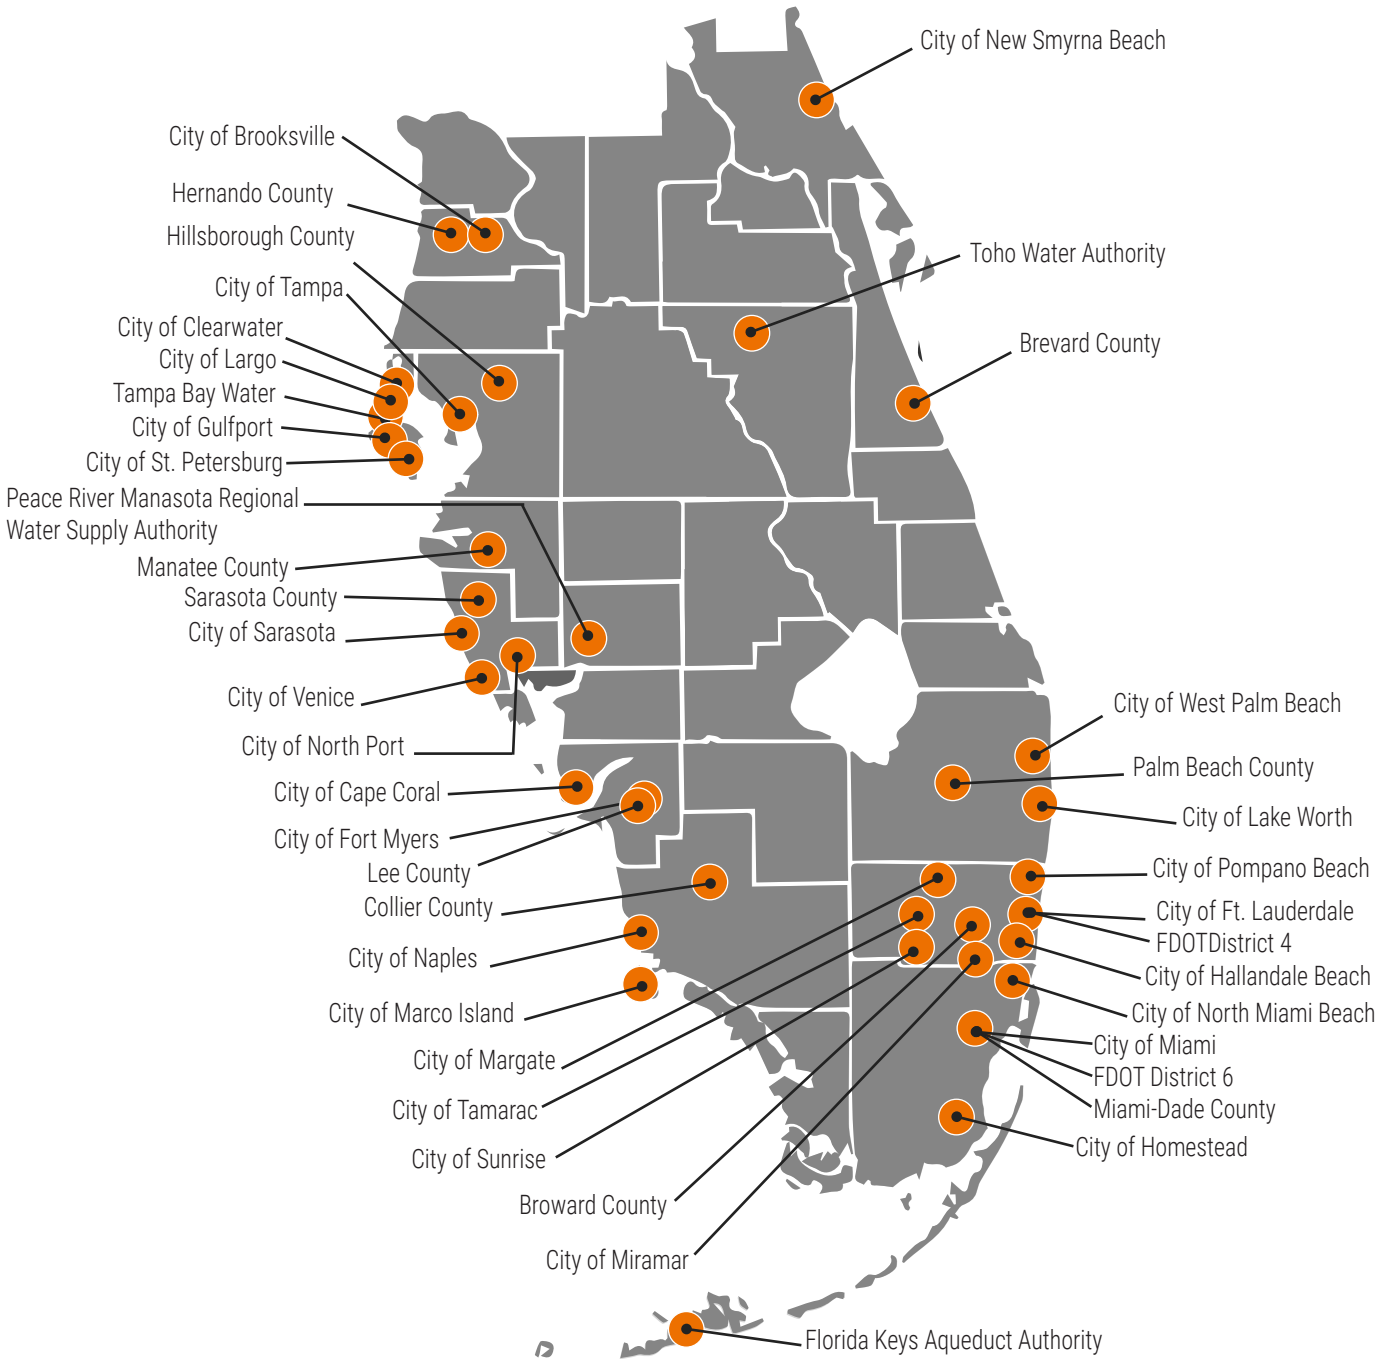 City of New Smyrna Beach
City of Brooksville
Hernando County
Hillsborough County
Toho Water Authority
City of Tampa
City of Clearwater
Brevard County
City of Largo
Tampa Bay Water
City of Gulfport
City of St. Petersburg
Peace River Manasota Regional
Water Supply Authority
Manatee County
Sarasota County
City of Sarasota
City of Venice
City of West Palm Beach
City of North Port
Palm Beach County
City of Cape Coral
City of Lake Worth
City of Fort Myers
Lee County
City of Pompano Beach
Collier County
City of Ft. Lauderdale
FDOTDistrict 4
City of Naples
City of Hallandale Beach
City of Marco Island
City of North Miami Beach
City of Miami
City of Margate
FDOT District 6
City of Tamarac
Miami-Dade County
City of Homestead
City of Sunrise
Broward County
City of Miramar
Florida Keys Aqueduct Authority